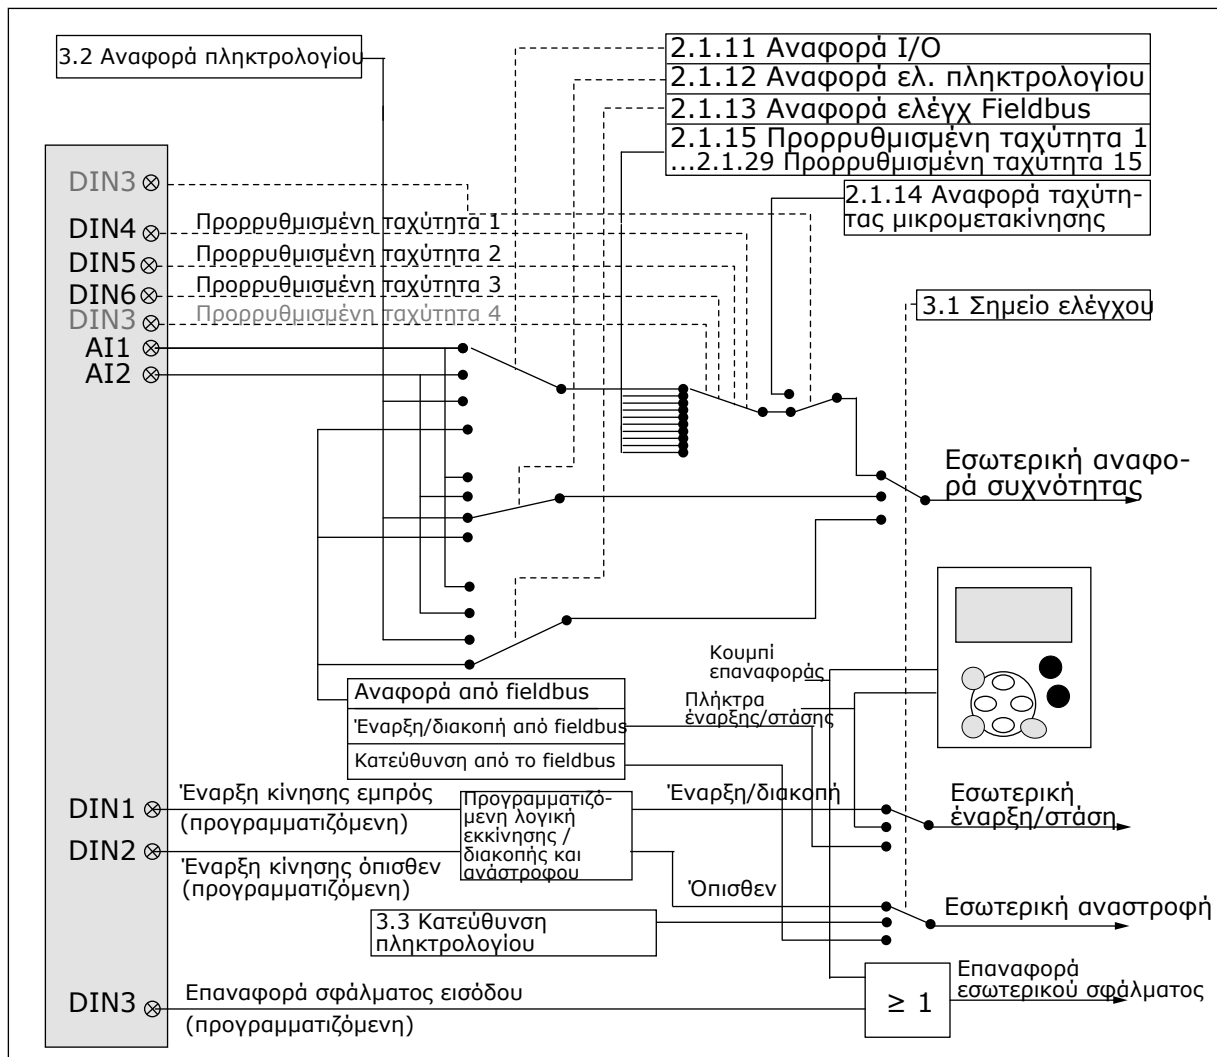 3.2 Αναφορά πληκτρολογίου
2.1.11 Αναφορά I/O
2.1.12 Αναφορά ελ. πληκτρολογίου
2.1.13 Αναφορά ελέγχ Fieldbus
2.1.15 Προρρυθμισμένη ταχύτητα 1
...2.1.29 Προρρυθμισμένη ταχύτητα 15
2.1.14 Αναφορά ταχύτη-
τας μικρομετακίνησης
DIN3
DIN4
Προρρυθμισμένη ταχύτητα 1
DIN5
Προρρυθμισμένη ταχύτητα 2
DIN6
Προρρυθμισμένη ταχύτητα 3
DIN3
Προρρυθμισμένη ταχύτητα 4
AI1
AI2
3.1 Σημείο ελέγχου
Εσωτερική αναφο-
ρά συχνότητας
Κουμπί
επαναφοράς
Πλήκτρα
έναρξης/στάσης
Αναφορά από fieldbus
Έναρξη/διακοπή από fieldbus
Κατεύθυνση από το fieldbus
DIN1
Έναρξη κίνησης εμπρός
(προγραμματιζόμενη)
DIN2
Έναρξη κίνησης όπισθεν
(προγραμματιζόμενη)
Προγραμματιζό-
μενη λογική
εκκίνησης /
διακοπής και
ανάστροφου
Έναρξη/διακοπή
Εσωτερική
έναρξη/στάση
Όπισθεν
3.3 Κατεύθυνση
πληκτρολογίου
Εσωτερική αναστροφή
DIN3
Επαναφορά σφάλματος εισόδου
(προγραμματιζόμενη)
≥ 1
Επαναφορά
εσωτερικού σφάλματος